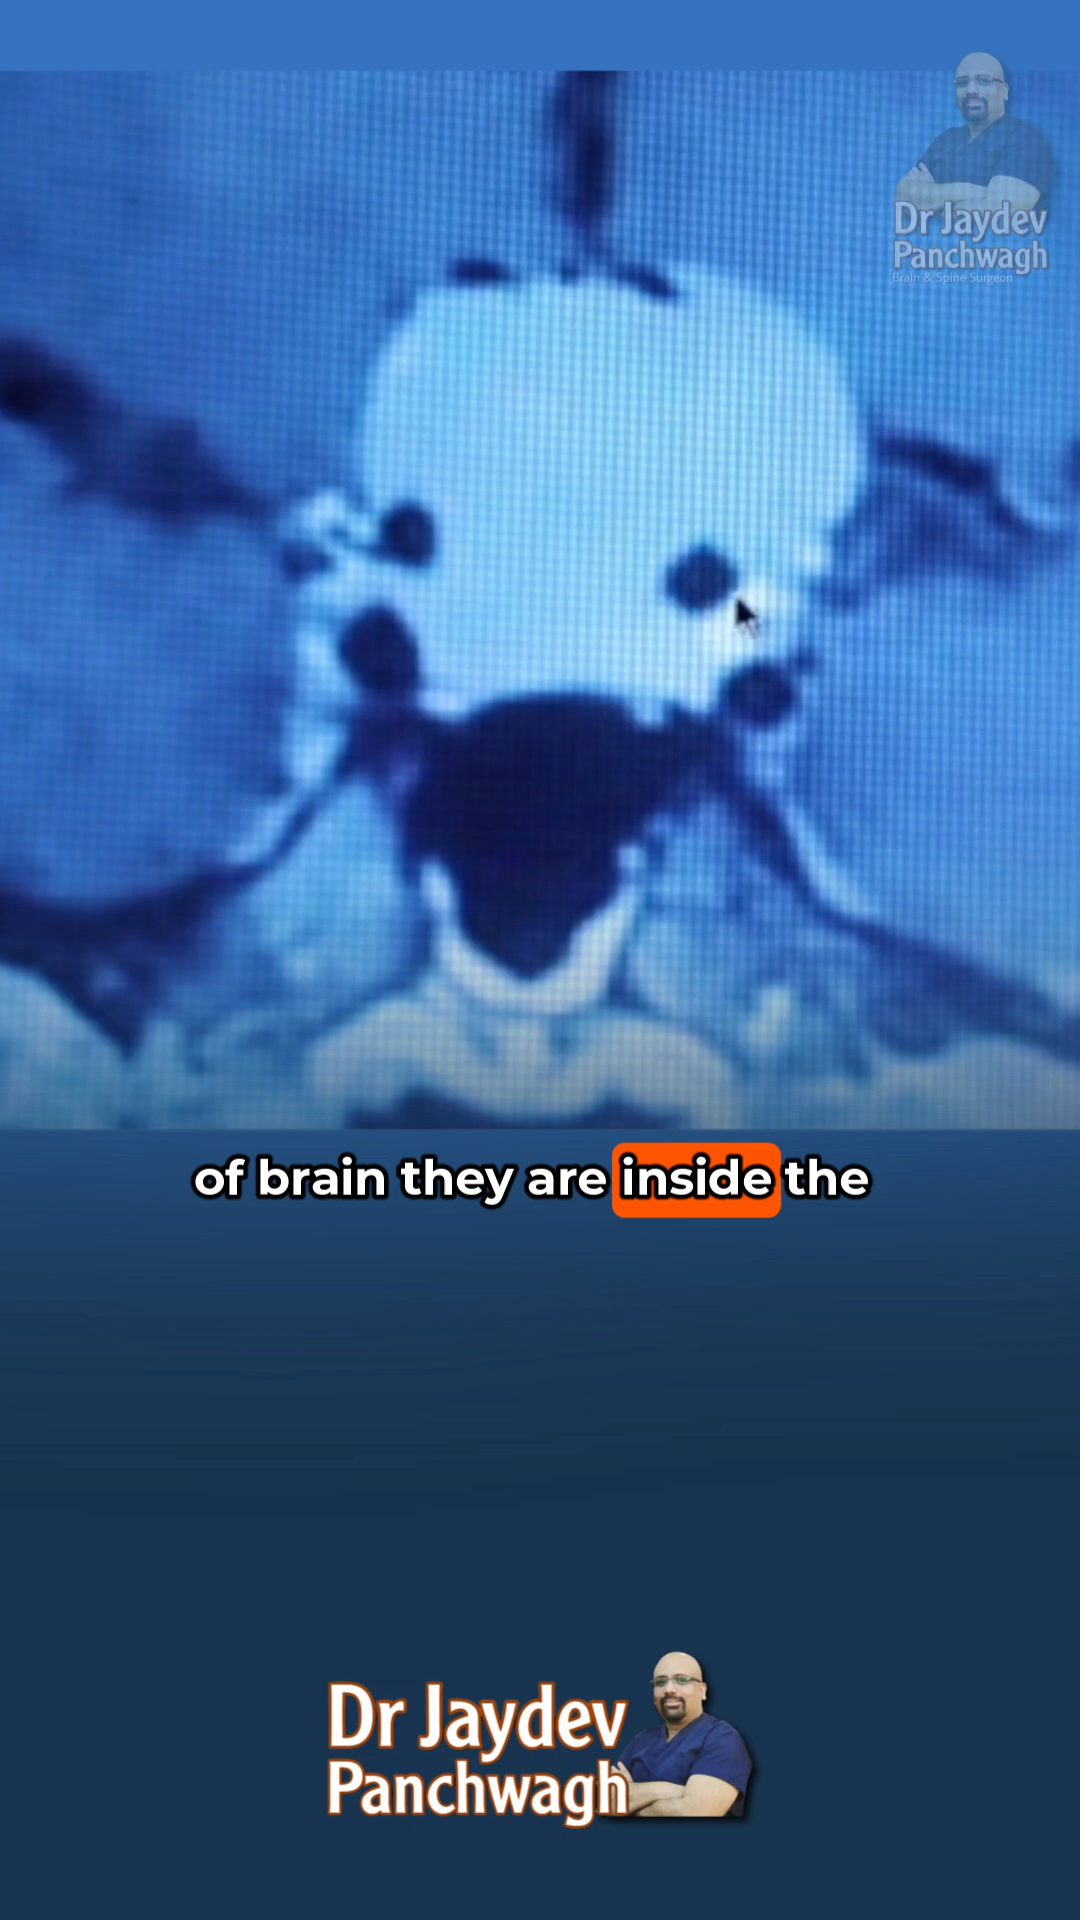 Dr Jaydev
Panchwagh
Brain & Spine Surgeon
of brain they are inside the
Dr Jaydev
Panchwagh